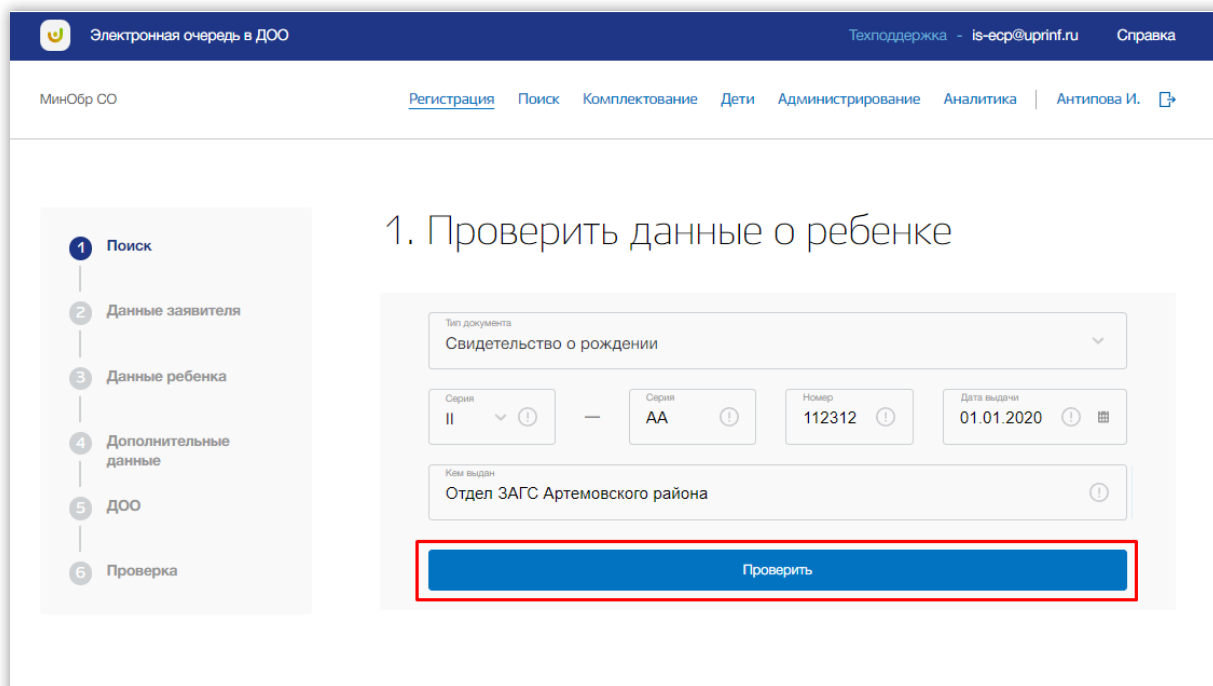 Электронная очередь в ДОО
Техподдержка - is-ecp@uprinf.ru Справка
МинОбр СО
Регистрация Поиск Комплектование Дети Администрирование Аналитика Антипова И.
1 Поиск
2 Данные заявителя
3 Данные ребенка
4 Дополнительные
данные
5 ДОО
6 Проверка
1. Проверить данные о ребенке
Тип документа
Свидетельство о рождении
Серия
II
—
Серия
АА
Номер
112312
Дата выдачи
01.01.2020
Кем выдан
Отдел ЗАГС Артемовского района
Проверить